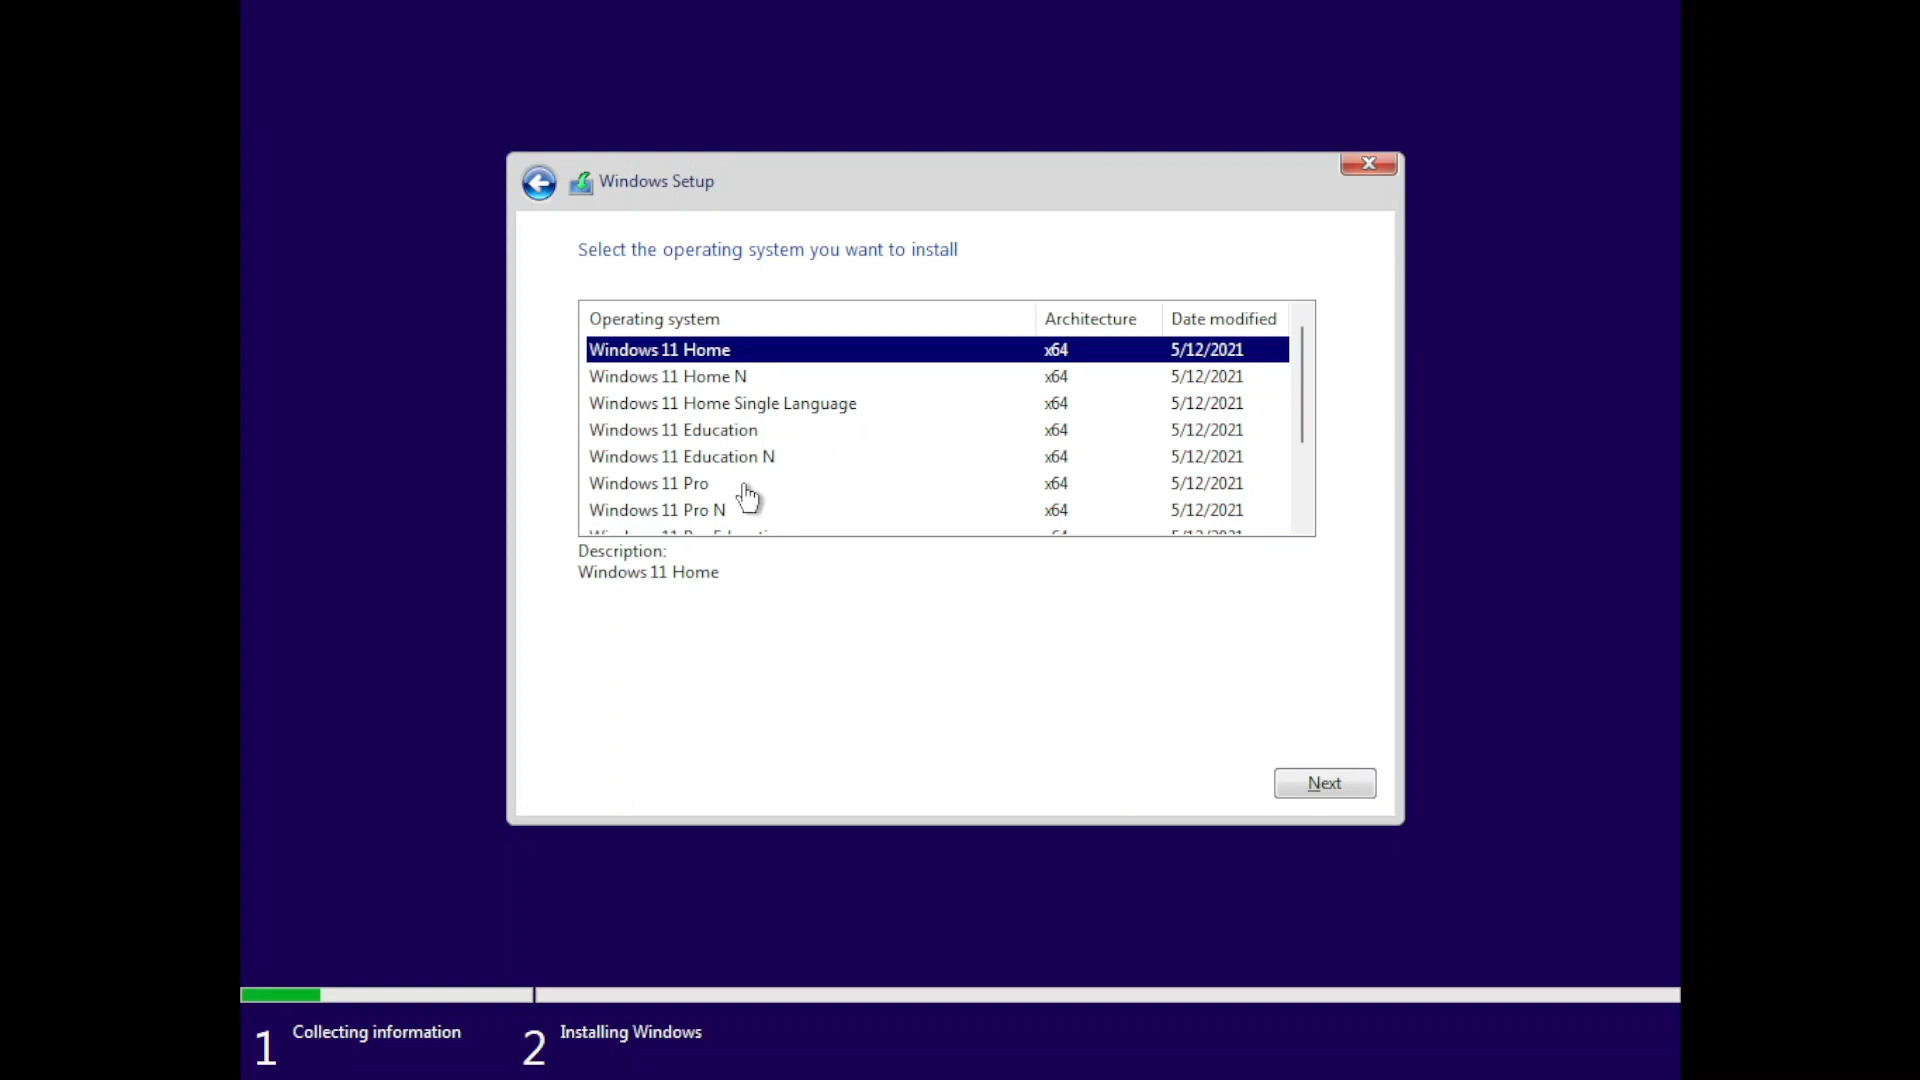 Windows Setup
Select the operating system you want to install
Operating system Architecture Date modified
Windows 11 Home x64 5/12/2021
Windows 11 Home N x64 5/12/2021
Windows 11 Home Single Language x64 5/12/2021
Windows 11 Education x64 5/12/2021
Windows 11 Education N x64 5/12/2021
Windows 11 Pro x64 5/12/2021
Windows 11 Pro N x64 5/12/2021
Description:
Windows 11 Home
Next
1 Collecting information 2 Installing Windows